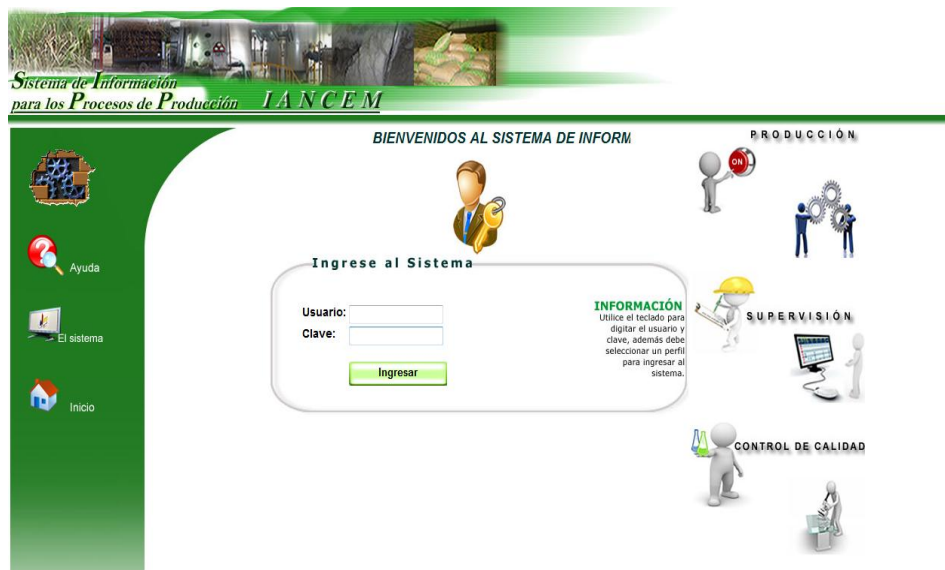 Sistema de Información
para los Procesos de Producción IANCEM
BIENVENIDOS AL SISTEMA DE INFORM
PRODUCCIÓN
ON
Ayuda
El sistema
Inicio
Ingrese al Sistema
Usuario:
Clave:
Ingresar
INFORMACIÓN
Utilice el teclado para
digitar el usuario y
clave, además debe
seleccionar un perfil
para ingresar al
sistema.
SUPERVISIÓN
CONTROL DE CALIDAD